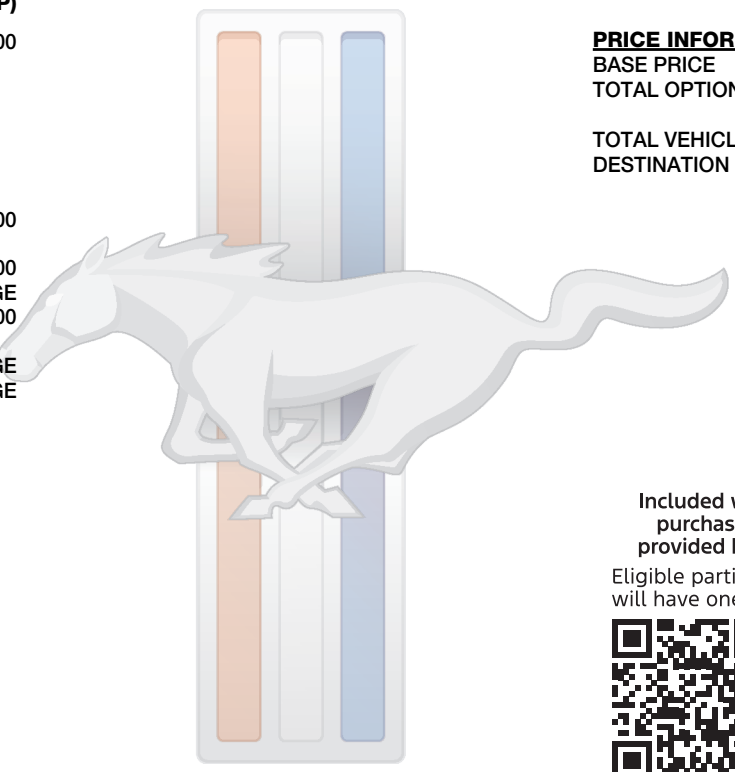 P)
00
00
00
GE
00
GE
GE
PRICE INFOR
BASE PRICE
TOTAL OPTION
TOTAL VEHICL
DESTINATION
Included w
purchas
provided b
Eligible parti
will have one